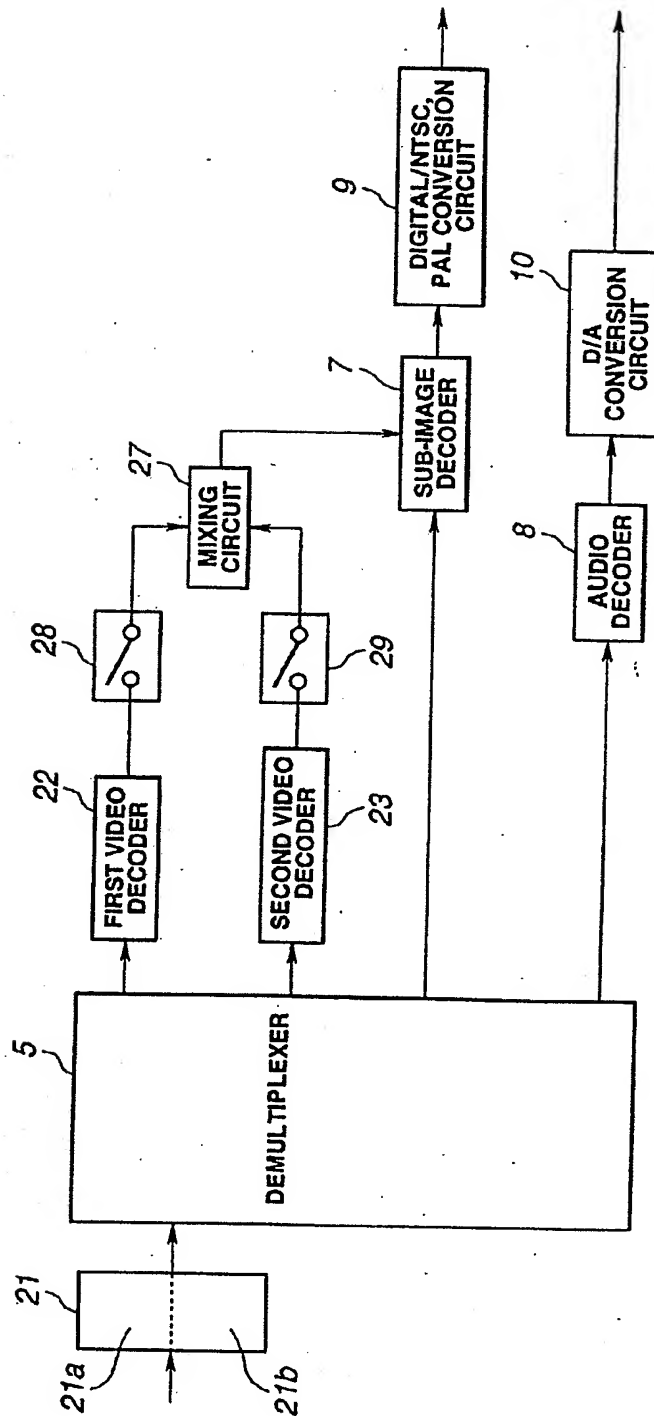 21
21a
21b
5
DEMULTIPLEXER
22
FIRST VIDEO
DECODER
28
SECOND VIDEO
DECODER
23
29
27
MIXING
CIRCUIT
7
SUB-IMAGE
DECODER
9
DIGITAL/NTSC,
PAL CONVERSION
CIRCUIT
8
AUDIO
DECODER
10
D/A
CONVERSION
CIRCUIT